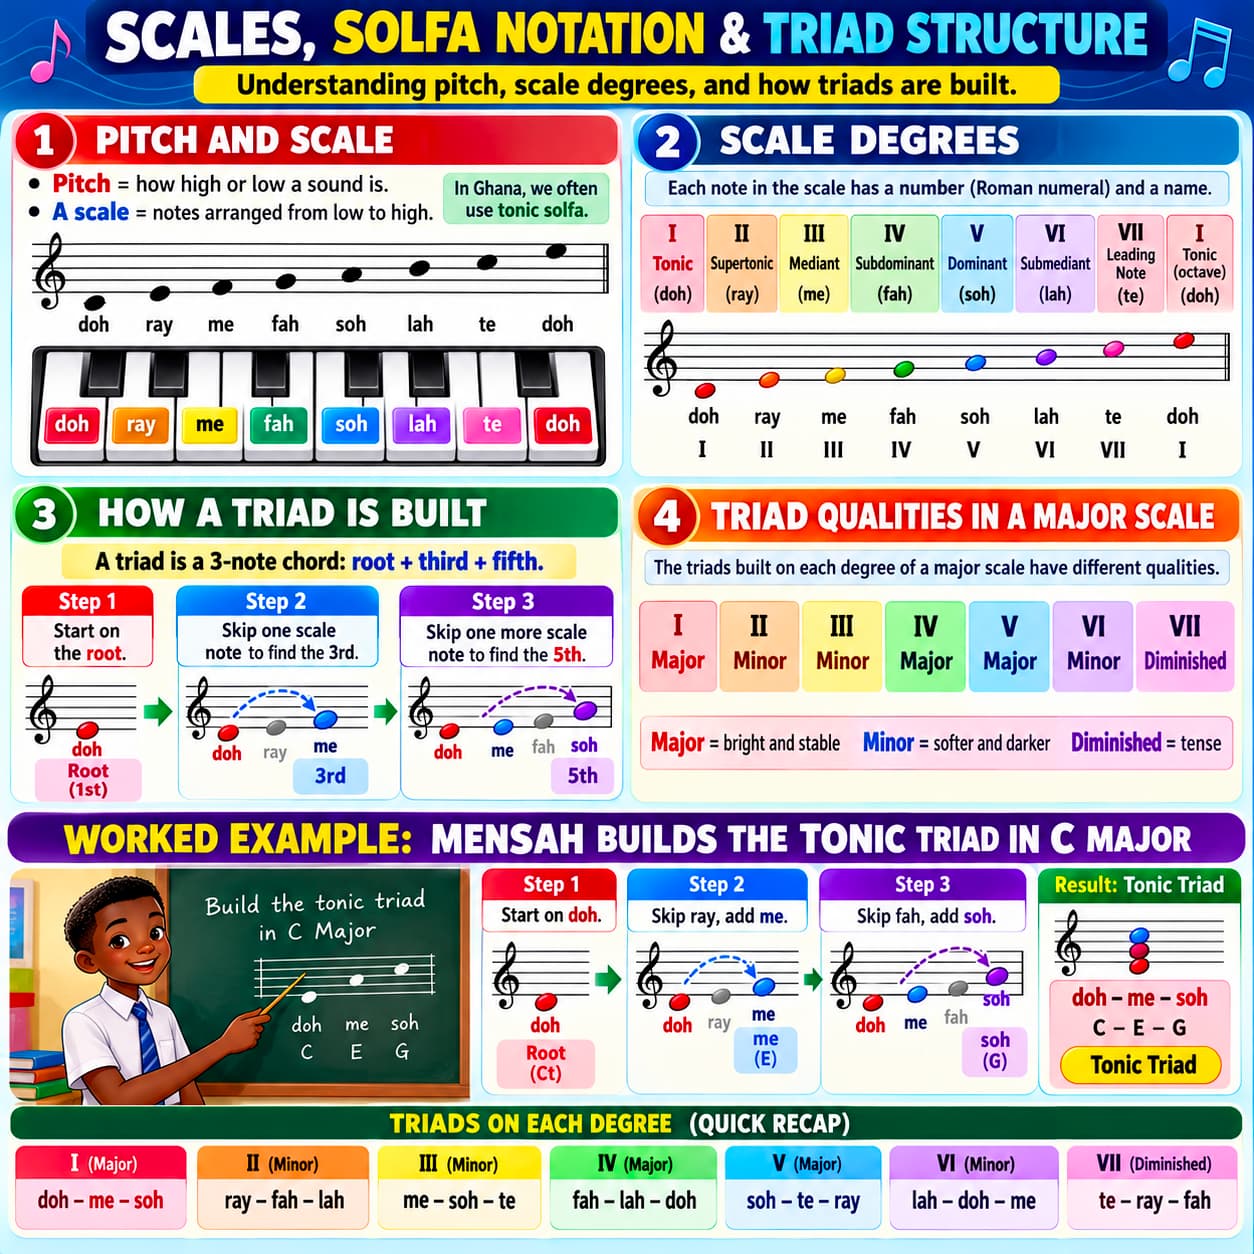 SCALES, SOLFA NOTATION & TRIAD STRUCTURE
Understanding pitch, scale degrees, and how triads are built.
1 PITCH AND SCALE
• Pitch = how high or low a sound is.
• A scale = notes arranged from low to high.
In Ghana, we often
use tonic solfa.
doh ray me fah soh lah te doh
doh ray me fah soh lah te doh
2 SCALE DEGREES
Each note in the scale has a number (Roman numeral) and a name.
I II III IV V VI VII I
Tonic Supertonic Mediant Subdominant Dominant Submediant Leading Note Tonic (octave)
(doh) (ray) (me) (fah) (soh) (lah) (te) (doh)
doh ray me fah soh lah te doh
I II III IV V VI VII I
3 HOW A TRIAD IS BUILT
A triad is a 3-note chord: root + third + fifth.
Step 1
Start on
the root.
doh
Root
(1st)
Step 2
Skip one scale
note to find the 3rd.
doh ray me
3rd
Step 3
Skip one more scale
note to find the 5th.
doh me fah soh
5th
4 TRIAD QUALITIES IN A MAJOR SCALE
The triads built on each degree of a major scale have different qualities.
I II III IV V VI VII
Major Minor Minor Major Major Minor Diminished
Major = bright and stable Minor = softer and darker Diminished = tense
WORKED EXAMPLE: MENSAH BUILDS THE TONIC TRIAD IN C MAJOR
Build the tonic triad
in C Major
doh me soh
C E G
Step 1
Start on doh.
doh
Root
(Ct)
Step 2
Skip ray, add me.
doh ray me
me
(E)
Step 3
Skip fah, add soh.
soh
doh me fah
soh
(G)
Result: Tonic Triad
doh – me – soh
C – E – G
Tonic Triad
TRIADS ON EACH DEGREE (QUICK RECAP)
I (Major) II (Minor) III (Minor) IV (Major) V (Major) VI (Minor) VII (Diminished)
doh – me – soh ray – fah – lah me – soh – te fah – lah – doh soh – te – ray lah – doh – me te – ray – fah